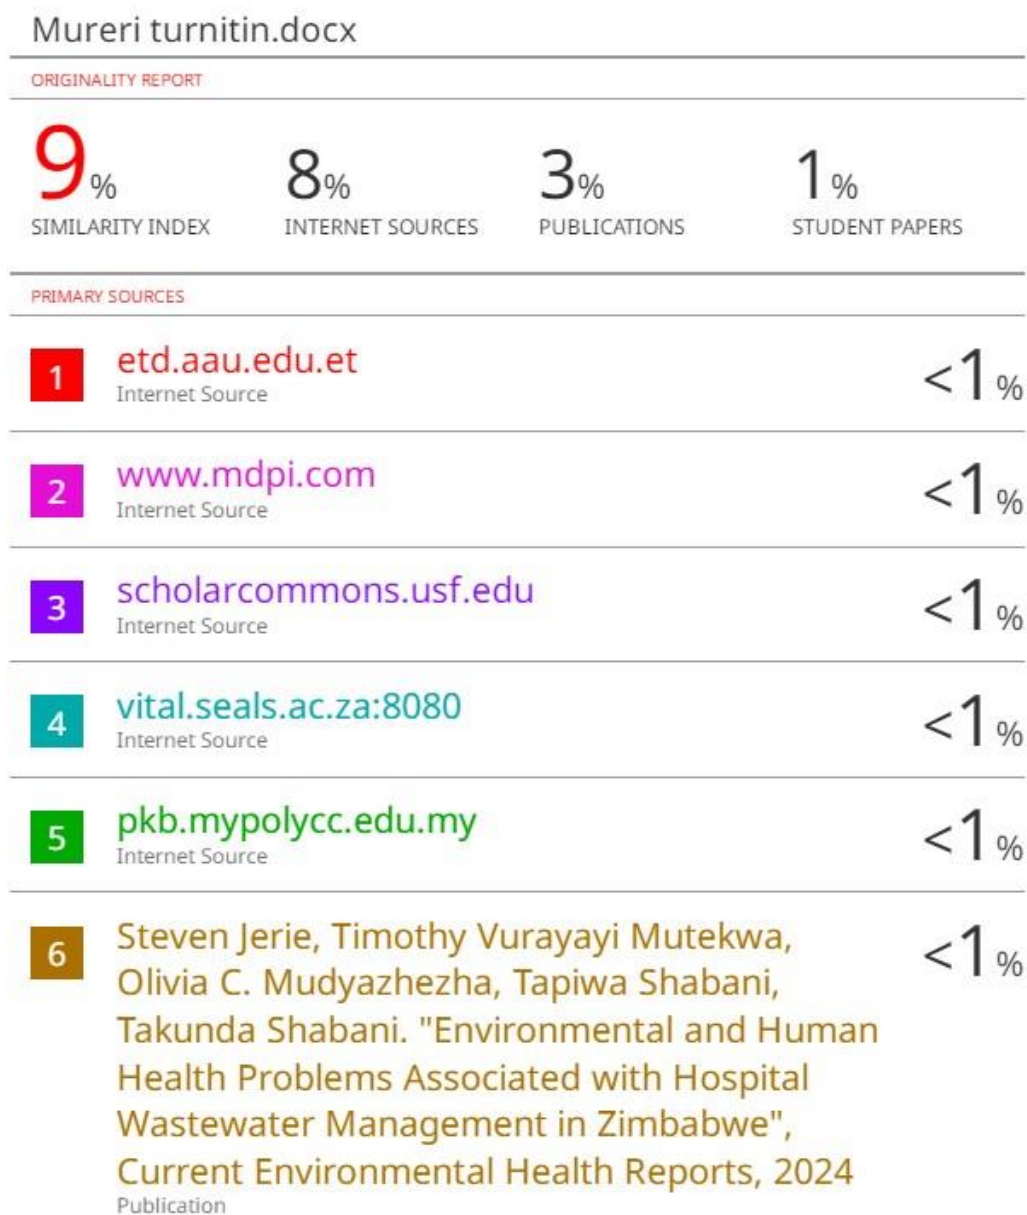 Mureri turnitin.docx
ORIGINALITY REPORT
9% 8% 3% 1%
SIMILARITY INDEX INTERNET SOURCES PUBLICATIONS STUDENT PAPERS
PRIMARY SOURCES
1 etd.aau.edu.et <1%
Internet Source
2 www.mdpi.com <1%
Internet Source
3 scholarcommons.usf.edu <1%
Internet Source
4 vital.seals.ac.za:8080 <1%
Internet Source
5 pkb.mypolycc.edu.my <1%
Internet Source
6 Steven Jerie, Timothy Vurayayi Mutekwa, <1%
Olivia C. Mudyazhezha, Tapiwa Shabani,
Takunda Shabani. "Environmental and Human
Health Problems Associated with Hospital
Wastewater Management in Zimbabwe",
Current Environmental Health Reports, 2024
Publication